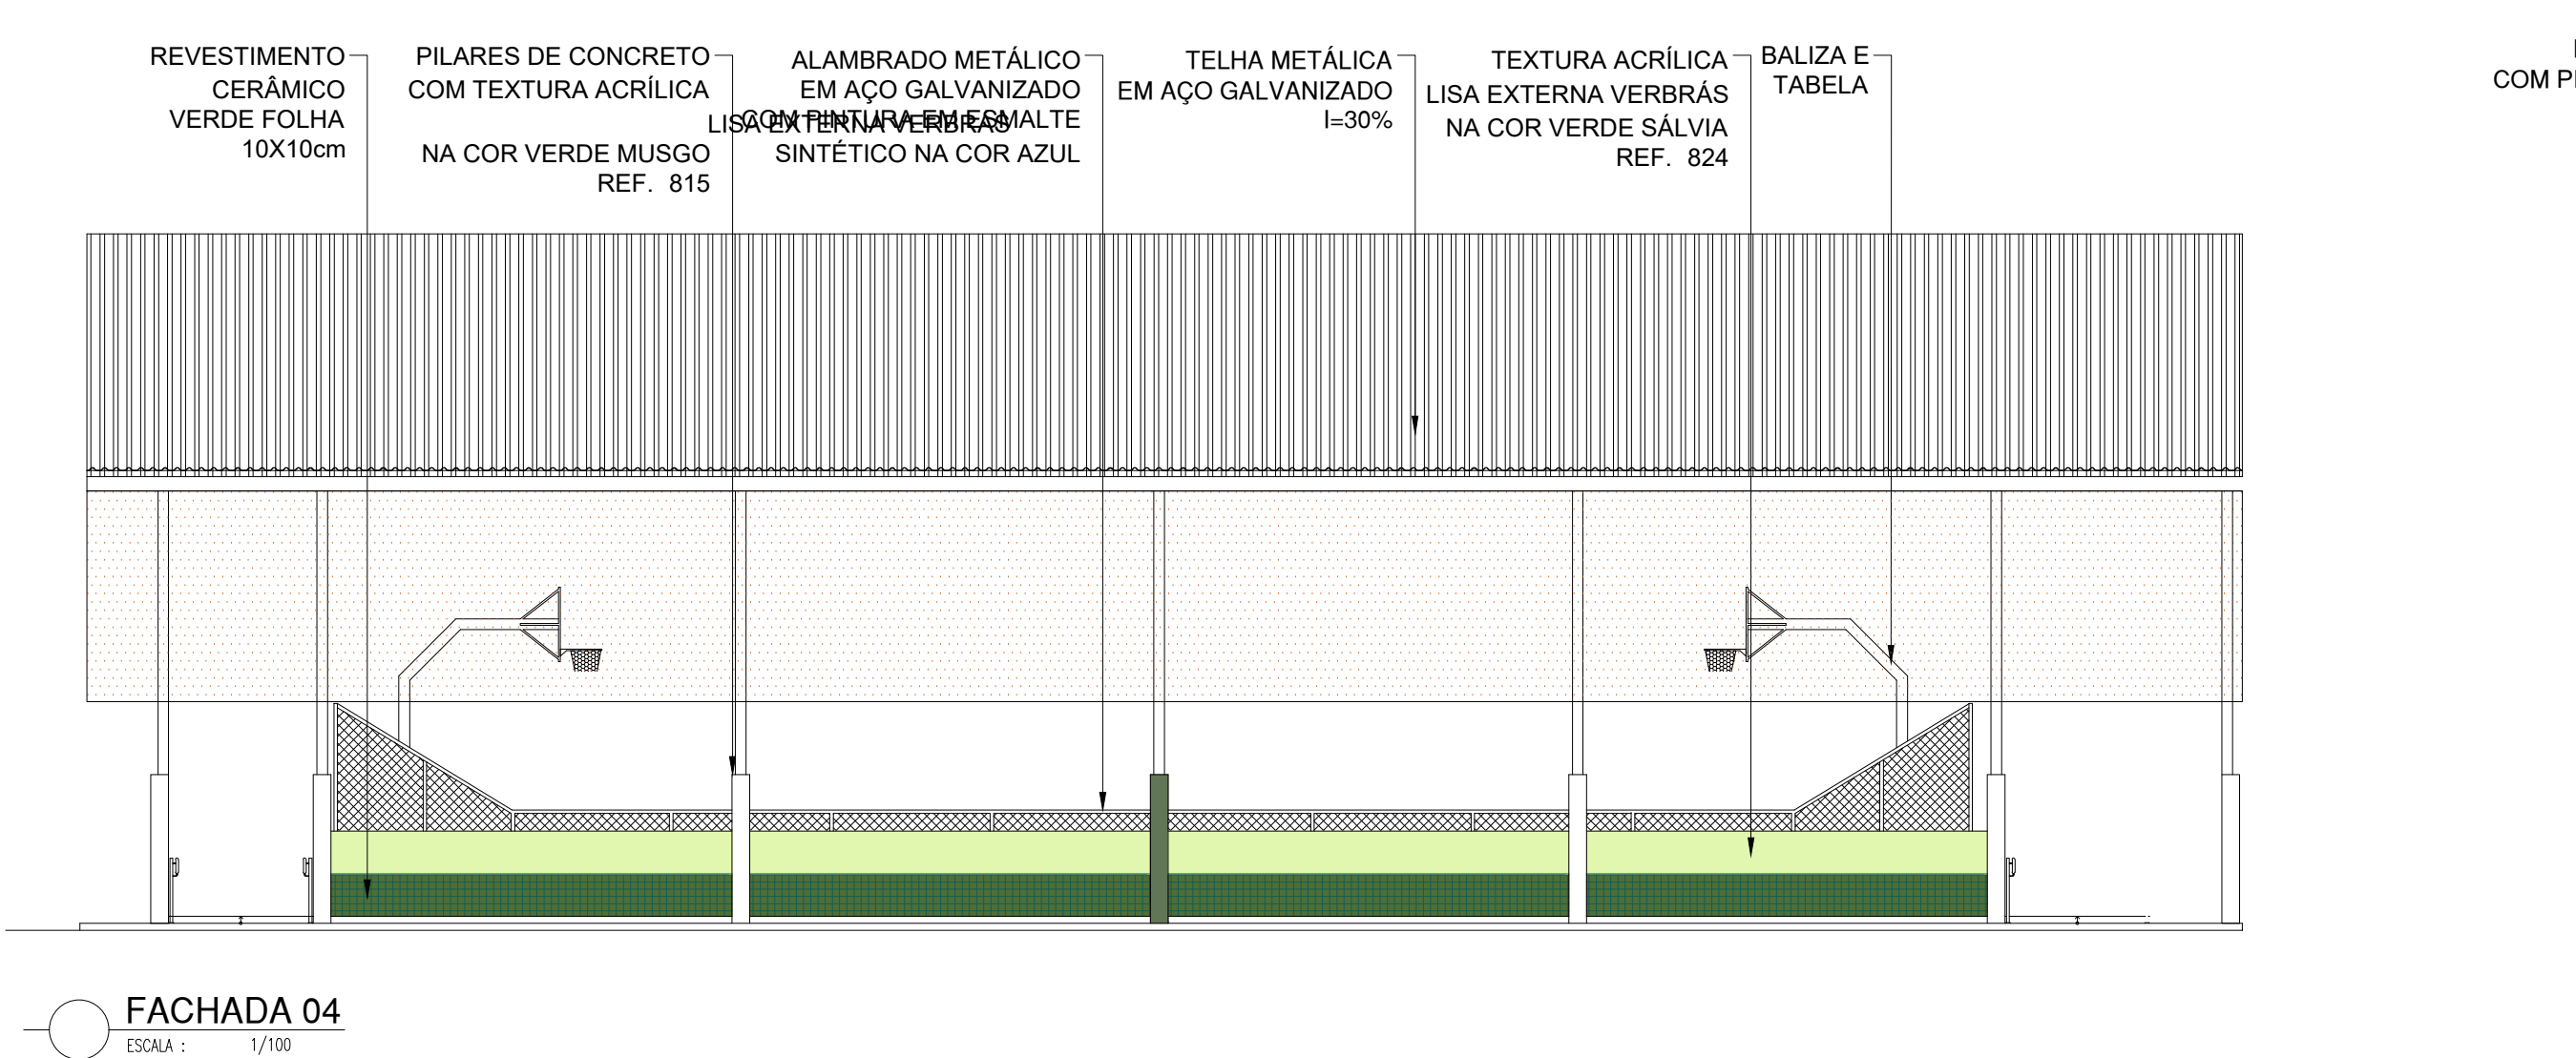 REVESTIMENTO
CERÂMICO
VERDE FOLHA
10X10cm
PILARES DE CONCRETO
COM TEXTURA ACRÍLICA
LISA EXTERNA VERBRÁS
NA COR VERDE MUSGO
REF. 815
ALAMBRADO METÁLICO
EM AÇO GALVANIZADO
COM PINTURA EM ESMALTE
SINTÉTICO NA COR AZUL
TELHA METÁLICA
EM AÇO GALVANIZADO
I=30%
TEXTURA ACRÍLICA
LISA EXTERNA VERBRÁS
NA COR VERDE SÁLVIA
REF. 824
BALIZA E
TABELA
COM
FACHADA 04
ESCALA : 1/100